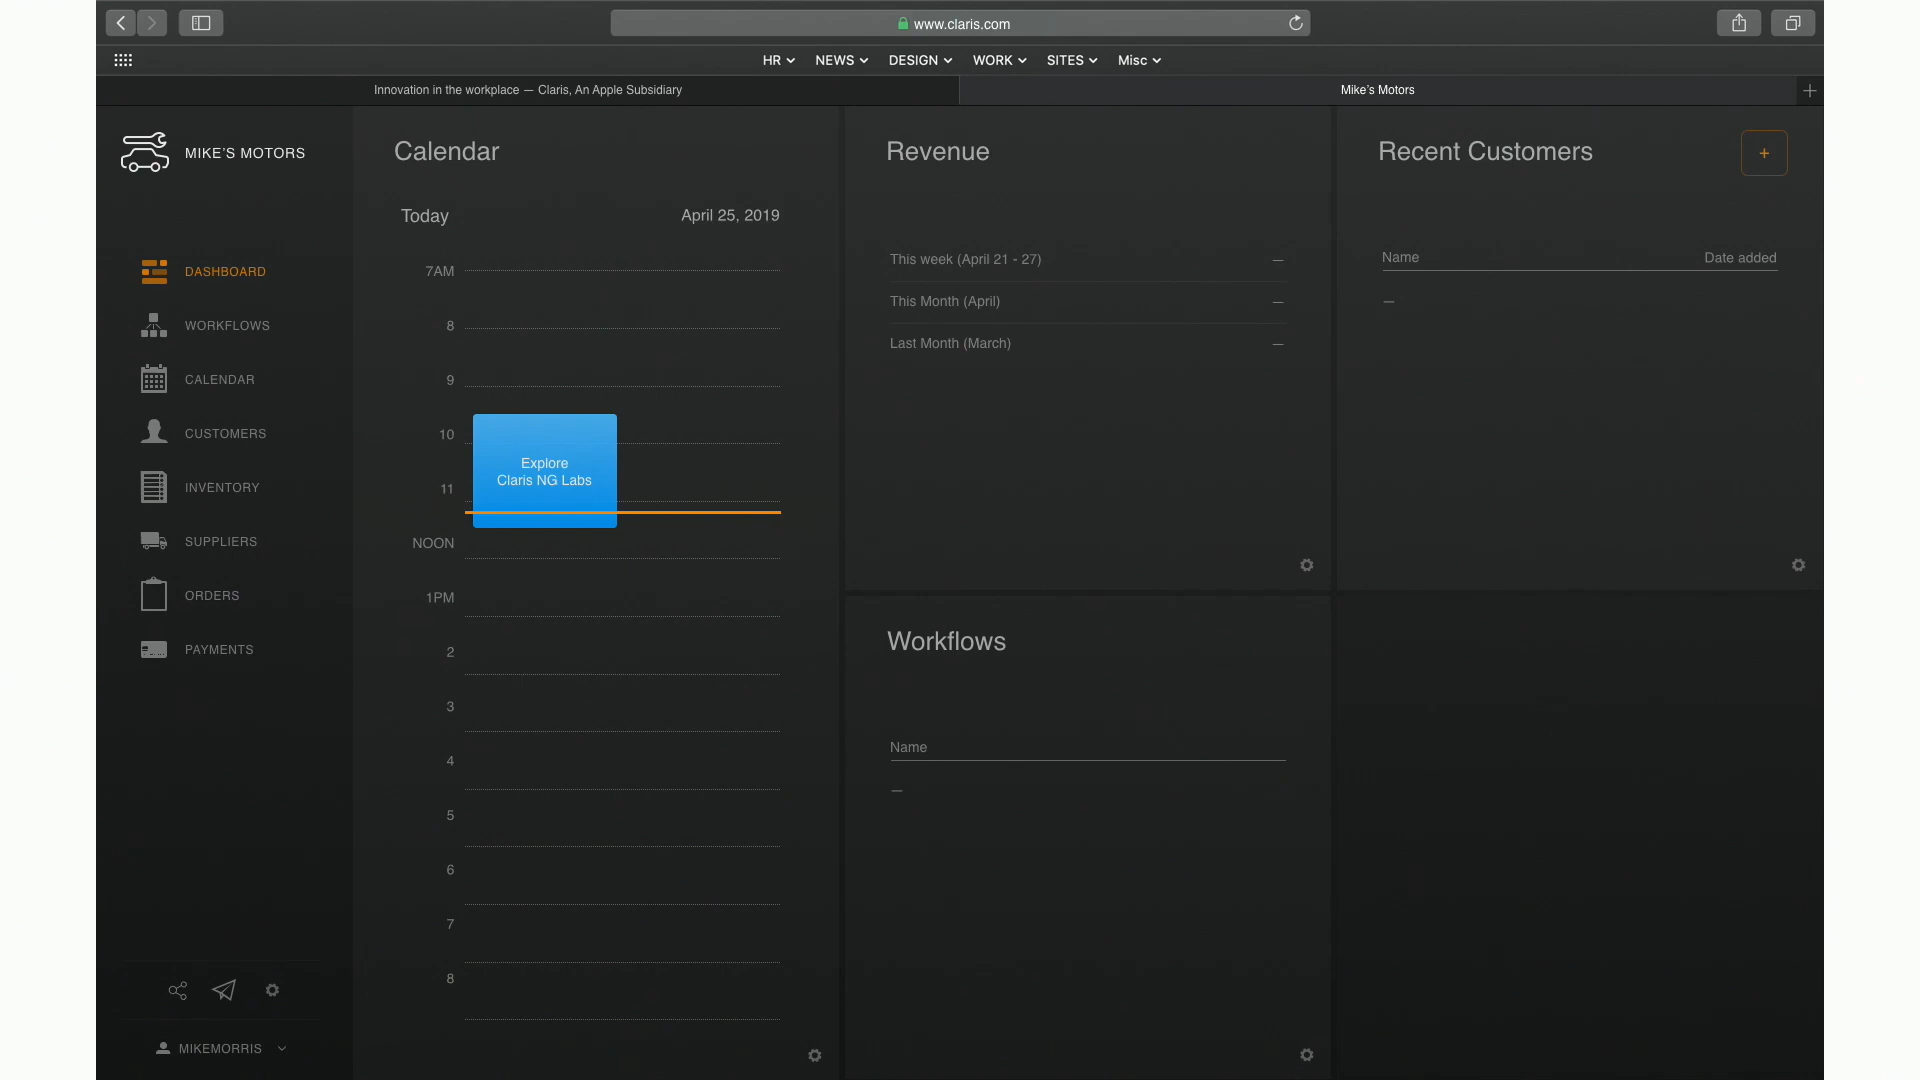 www.claris.com
HR
NEWS
DESIGN
WORK
SITES
Misc
Innovation in the workplace — Claris, An Apple Subsidiary
Mike's Motors
MIKE'S MOTORS
DASHBOARD
WORKFLOWS
CALENDAR
CUSTOMERS
INVENTORY
SUPPLIERS
ORDERS
PAYMENTS
MIKEMORRIS
Calendar
Today
April 25, 2019
7AM
8
9
10
11
NOON
1PM
2
3
4
5
6
7
8
Explore
Claris NG Labs
Revenue
This week (April 21 - 27) —
This Month (April) —
Last Month (March) —
Recent Customers
+
Name
Date added
—
Workflows
Name
—